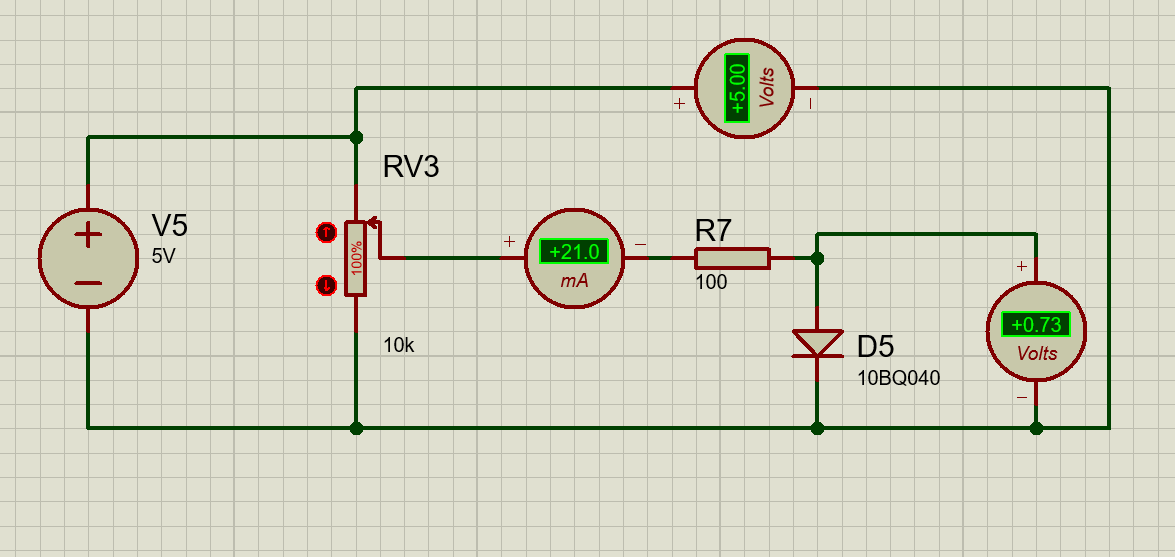 +5.00
Volts
+
−
RV3
V5
5V
100%
10k
+
−
+21.0
mA
R7
100
+
+0.73
Volts
−
D5
10BQ040